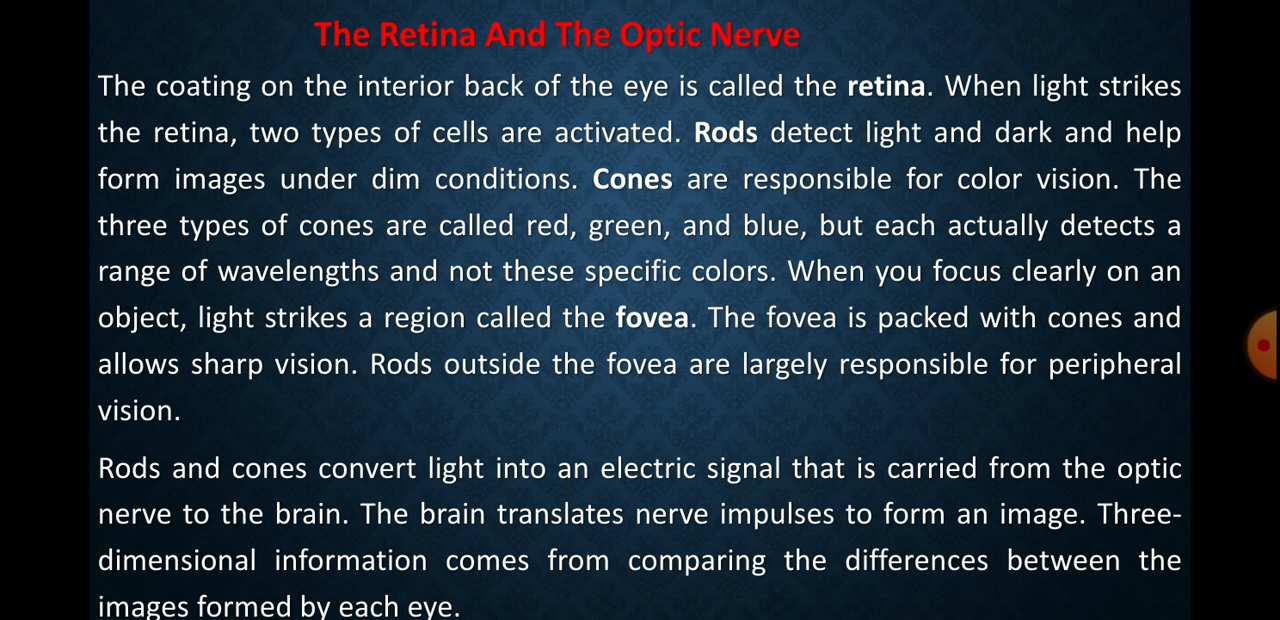 The Retina And The Optic Nerve
The coating on the interior back of the eye is called the retina. When light strikes
the retina, two types of cells are activated. Rods detect light and dark and help
form images under dim conditions. Cones are responsible for color vision. The
three types of cones are called red, green, and blue, but each actually detects a
range of wavelengths and not these specific colors. When you focus clearly on an
object, light strikes a region called the fovea. The fovea is packed with cones and
allows sharp vision. Rods outside the fovea are largely responsible for peripheral
vision.
Rods and cones convert light into an electric signal that is carried from the optic
nerve to the brain. The brain translates nerve impulses to form an image. Three-
dimensional information comes from comparing the differences between the
images formed by each eye.